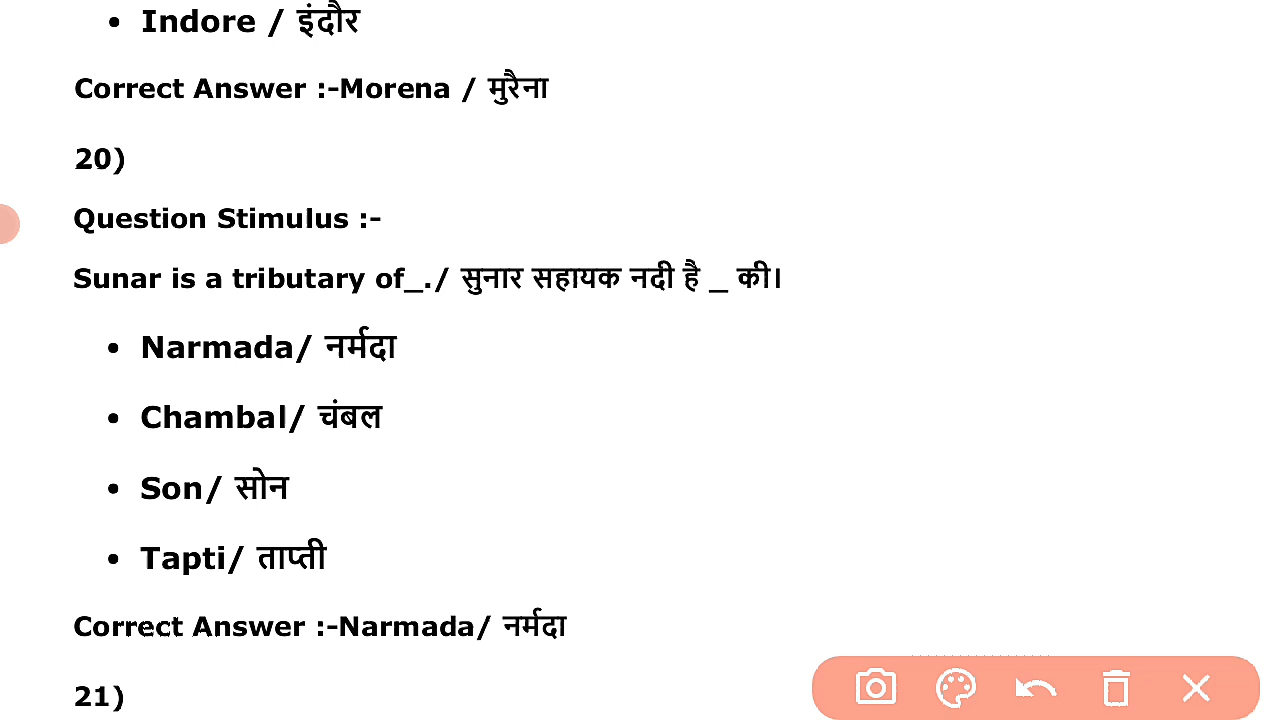 • Indore / इंदौर
Correct Answer :-Morena / मुरैना
20)
Question Stimulus :-
Sunar is a tributary of_./ सुनार सहायक नदी है _ की।
• Narmada/ नर्मदा
• Chambal/ चंबल
• Son/ सोन
• Tapti/ ताप्ती
Correct Answer :-Narmada/ नर्मदा
21)